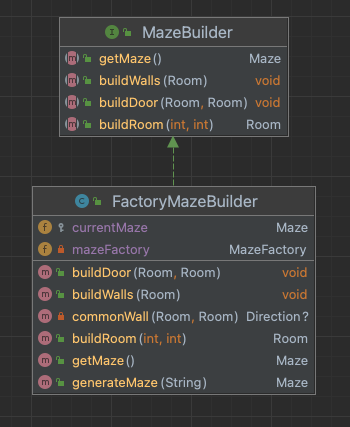 I MazeBuilder
m getMaze() Maze
m buildWalls(Room) void
m buildDoor(Room, Room) void
m buildRoom(int, int) Room
C FactoryMazeBuilder
f currentMaze Maze
f mazeFactory MazeFactory
m buildDoor(Room, Room) void
m buildWalls(Room) void
m commonWall(Room, Room) Direction?
m buildRoom(int, int) Room
m getMaze() Maze
m generateMaze(String) Maze